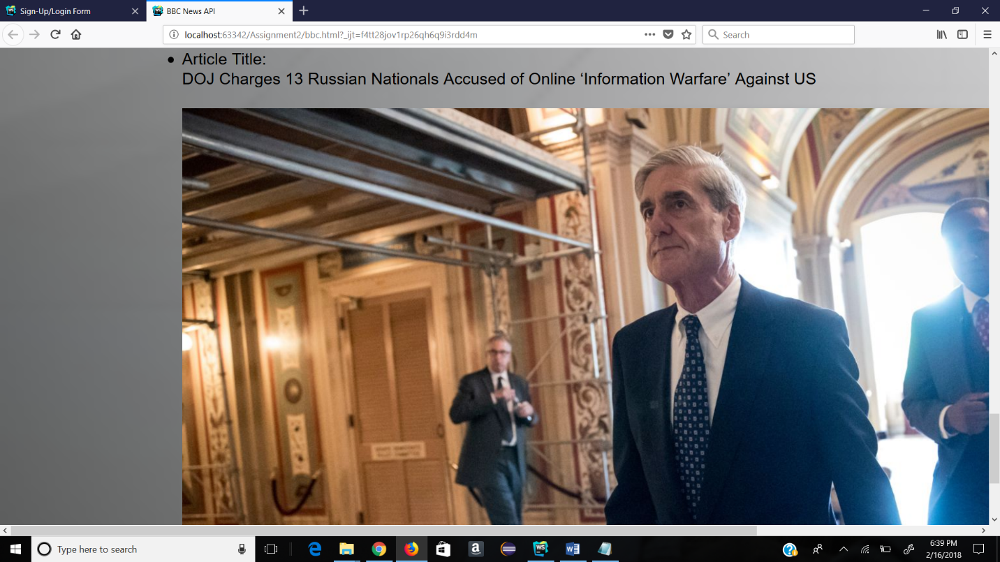 Sign-Up/Login Form
BBC News API
localhost:63342/Assignment2/bbc.html?_ijt=f4tt28jov1rp26qh6q9i3rdd4m
Search
Article Title:
DOJ Charges 13 Russian Nationals Accused of Online ‘Information Warfare’ Against US
Type here to search
6:39 PM
2/16/2018